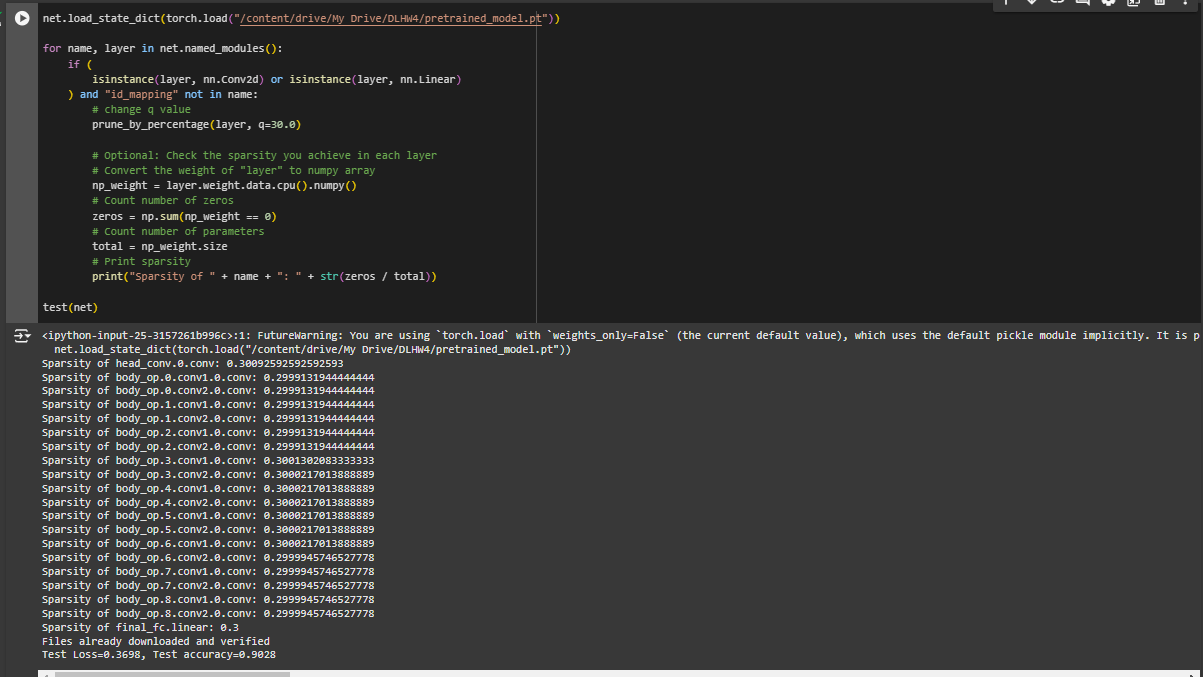 net.load_state_dict(torch.load("/content/drive/My Drive/DLHW4/pretrained_model.pt"))
for name, layer in net.named_modules():
if (
isinstance(layer, nn.Conv2d) or isinstance(layer, nn.Linear)
) and "id_mapping" not in name:
# change q value
prune_by_percentage(layer, q=30.0)
# Optional: Check the sparsity you achieve in each layer
# Convert the weight of "layer" to numpy array
np_weight = layer.weight.data.cpu().numpy()
# Count number of zeros
zeros = np.sum(np_weight == 0)
# Count number of parameters
total = np_weight.size
# Print sparsity
print("Sparsity of " + name + ": " + str(zeros / total))
test(net)
<ipython-input-25-3157261b996c>:1: FutureWarning: You are using `torch.load` with `weights_only=False` (the current default value), which uses the default pickle module implicitly. It is p
net.load_state_dict(torch.load("/content/drive/My Drive/DLHW4/pretrained_model.pt"))
Sparsity of head_conv.0.conv: 0.30092592592592593
Sparsity of body_op.0.conv1.0.conv: 0.2999131944444444
Sparsity of body_op.0.conv2.0.conv: 0.2999131944444444
Sparsity of body_op.1.conv1.0.conv: 0.2999131944444444
Sparsity of body_op.1.conv2.0.conv: 0.2999131944444444
Sparsity of body_op.2.conv1.0.conv: 0.2999131944444444
Sparsity of body_op.2.conv2.0.conv: 0.2999131944444444
Sparsity of body_op.3.conv1.0.conv: 0.3001302083333333
Sparsity of body_op.3.conv2.0.conv: 0.3000217013888889
Sparsity of body_op.4.conv1.0.conv: 0.3000217013888889
Sparsity of body_op.4.conv2.0.conv: 0.3000217013888889
Sparsity of body_op.5.conv1.0.conv: 0.3000217013888889
Sparsity of body_op.5.conv2.0.conv: 0.3000217013888889
Sparsity of body_op.6.conv1.0.conv: 0.3000217013888889
Sparsity of body_op.6.conv2.0.conv: 0.2999945746527778
Sparsity of body_op.7.conv1.0.conv: 0.2999945746527778
Sparsity of body_op.7.conv2.0.conv: 0.2999945746527778
Sparsity of body_op.8.conv1.0.conv: 0.2999945746527778
Sparsity of body_op.8.conv2.0.conv: 0.2999945746527778
Sparsity of final_fc.linear: 0.3
Files already downloaded and verified
Test Loss=0.3698, Test accuracy=0.9028